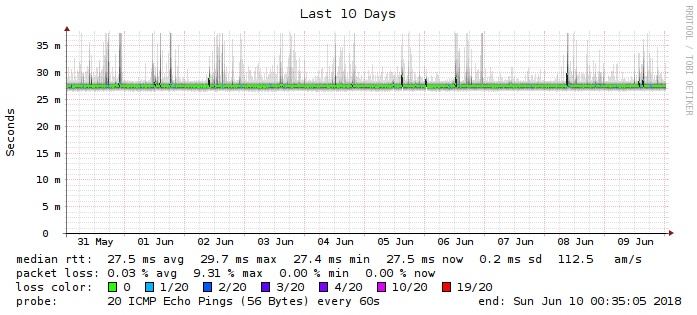 Last 10 Days
RRDTOOL / TOBI OETIKER
Seconds
35 m
30 m
25 m
20 m
15 m
10 m
5 m
0
31 May 01 Jun 02 Jun 03 Jun 04 Jun 05 Jun 06 Jun 07 Jun 08 Jun 09 Jun
median rtt: 27.5 ms avg 29.7 ms max 27.4 ms min 27.5 ms now 0.2 ms sd 112.5 am/s
packet loss: 0.03 % avg 9.31 % max 0.00 % min 0.00 % now
loss color: 0 1/20 2/20 3/20 4/20 10/20 19/20
probe: 20 ICMP Echo Pings (56 Bytes) every 60s end: Sun Jun 10 00:35:05 2018